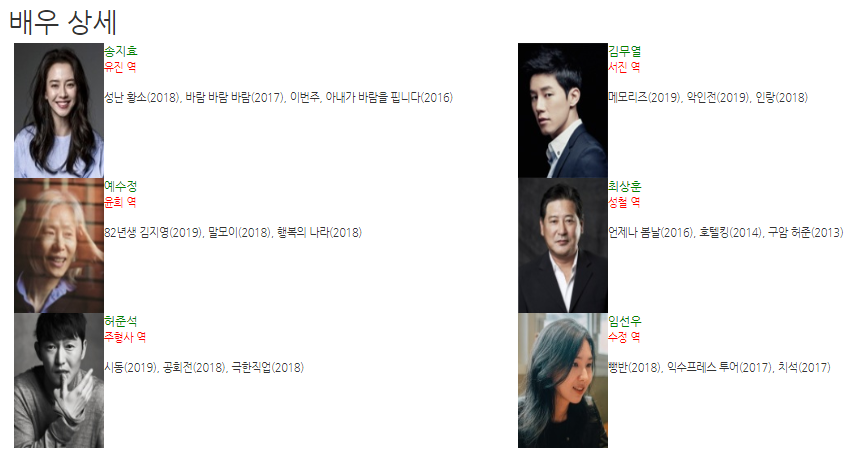 배우 상세
송지효
유진 역
성난 황소(2018), 바람 바람 바람(2017), 이번주, 아내가 바람을 핍니다(2016)
김무열
서진 역
메모리즈(2019), 악인전(2019), 인랑(2018)
예수정
윤희 역
82년생 김지영(2019), 말모이(2018), 행복의 나라(2018)
최상훈
성철 역
언제나 봄날(2016), 호텔킹(2014), 구암 허준(2013)
허준석
주형사 역
시동(2019), 공회전(2018), 극한직업(2018)
임선우
수정 역
뺑반(2018), 익수프레스 투어(2017), 치석(2017)